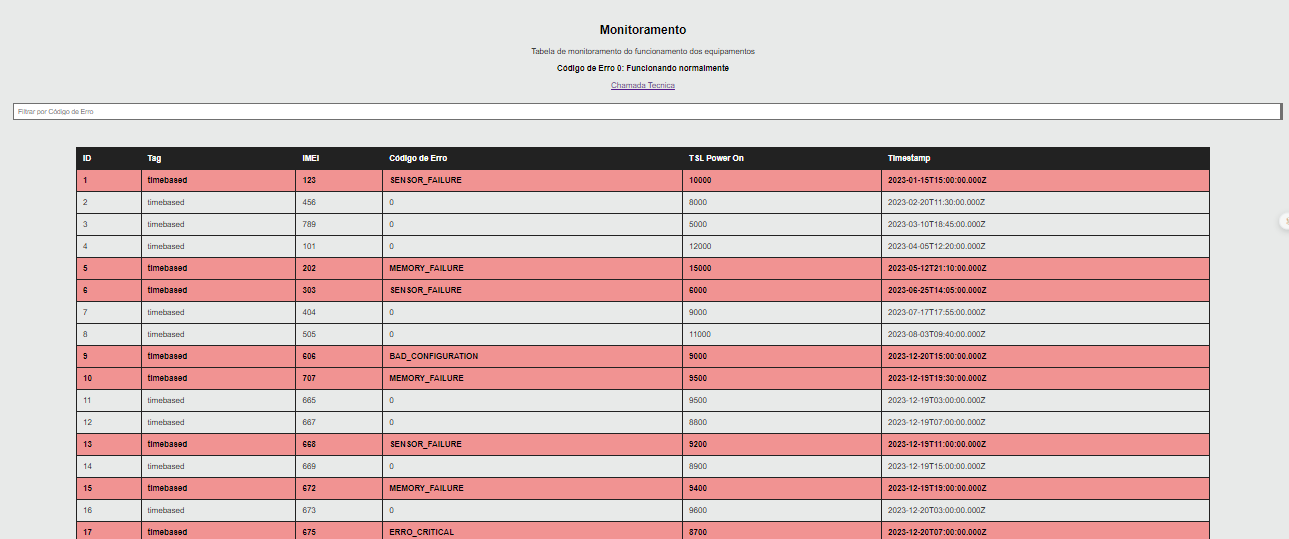 Monitoramento
Tabela de monitoramento do funcionamento dos equipamentos
Código de Erro 0: Funcionando normalmente
Chamada Tecnica
Filtrar por Código de Erro
ID Tag IMEI Código de Erro TSL Power On Timestamp
1 timebased 123 SENSOR_FAILURE 10000 2023-01-15T15:00:00.000Z
2 timebased 456 0 8000 2023-02-20T11:30:00.000Z
3 timebased 789 0 5000 2023-03-10T18:45:00.000Z
4 timebased 101 0 12000 2023-04-05T12:20:00.000Z
5 timebased 202 MEMORY_FAILURE 15000 2023-05-12T21:10:00.000Z
6 timebased 303 SENSOR_FAILURE 6000 2023-06-25T14:05:00.000Z
7 timebased 404 0 9000 2023-07-17T17:55:00.000Z
8 timebased 505 0 11000 2023-08-03T09:40:00.000Z
9 timebased 606 BAD_CONFIGURATION 9000 2023-12-20T15:00:00.000Z
10 timebased 707 MEMORY_FAILURE 9500 2023-12-19T19:30:00.000Z
11 timebased 665 0 9500 2023-12-19T03:00:00.000Z
12 timebased 667 0 8800 2023-12-19T07:00:00.000Z
13 timebased 668 SENSOR_FAILURE 9200 2023-12-19T11:00:00.000Z
14 timebased 669 0 8900 2023-12-19T15:00:00.000Z
15 timebased 672 MEMORY_FAILURE 9400 2023-12-19T19:00:00.000Z
16 timebased 673 0 9600 2023-12-20T03:00:00.000Z
17 timebased 675 ERRO_CRITICAL 8700 2023-12-20T07:00:00.000Z